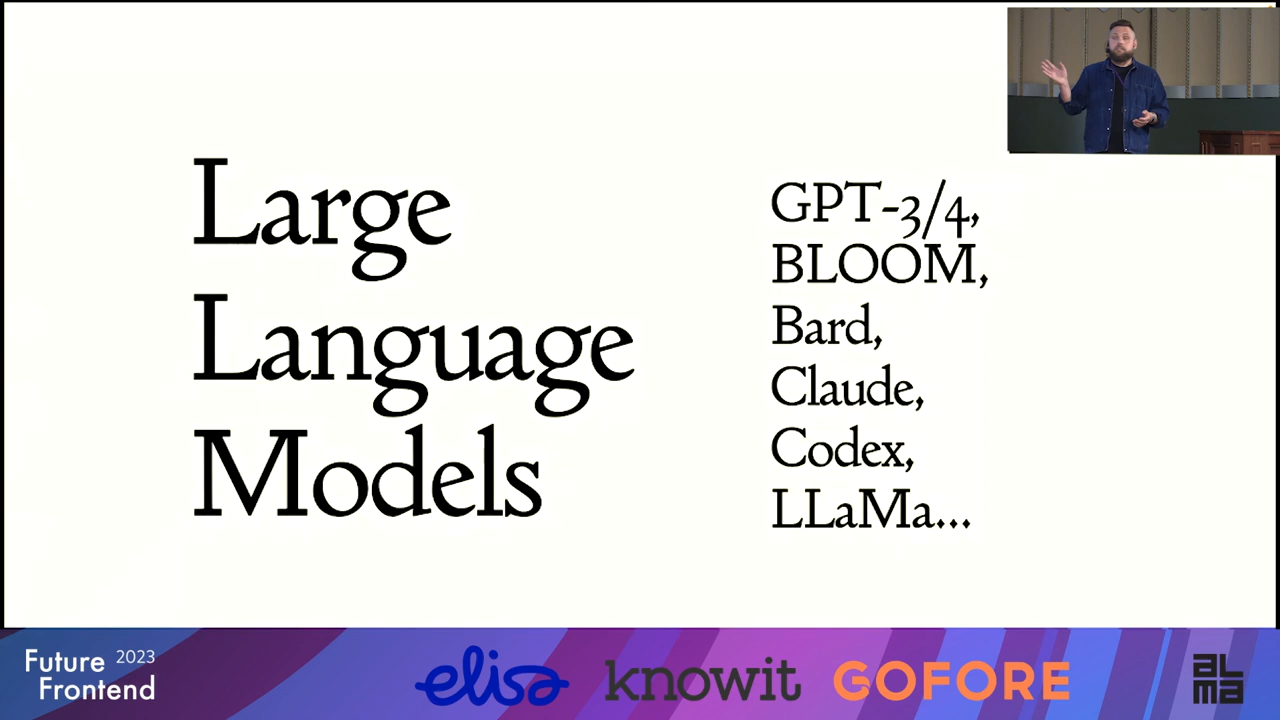 Large
Language
Models
GPT-3/4,
BLOOM,
Bard,
Claude,
Codex,
LLaMa...
Future 2023
Frontend
elisa
knowit
GOFORE
aLma